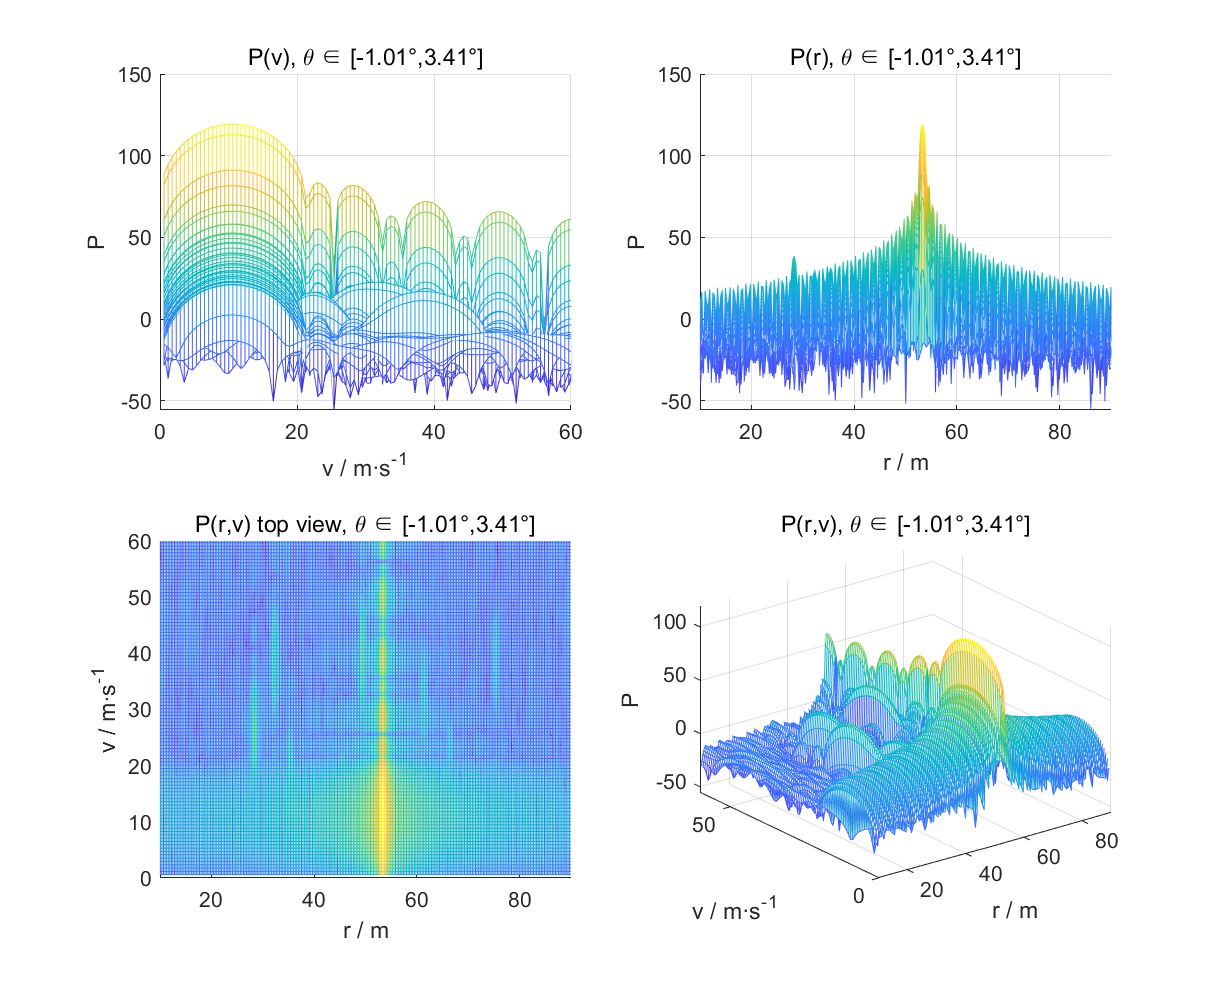 P(v), θ ∈ [-1.01°,3.41°]
150
100
50
0
-50
P
0 20 40 60
v / m·s-1
P(r), θ ∈ [-1.01°,3.41°]
150
100
50
0
-50
P
20 40 60 80
r / m
P(r,v) top view, θ ∈ [-1.01°,3.41°]
60
50
40
30
20
10
0
v / m·s-1
20 40 60 80
r / m
P(r,v), θ ∈ [-1.01°,3.41°]
100
50
0
-50
P
50
0
v / m·s-1
20 40 60 80
r / m